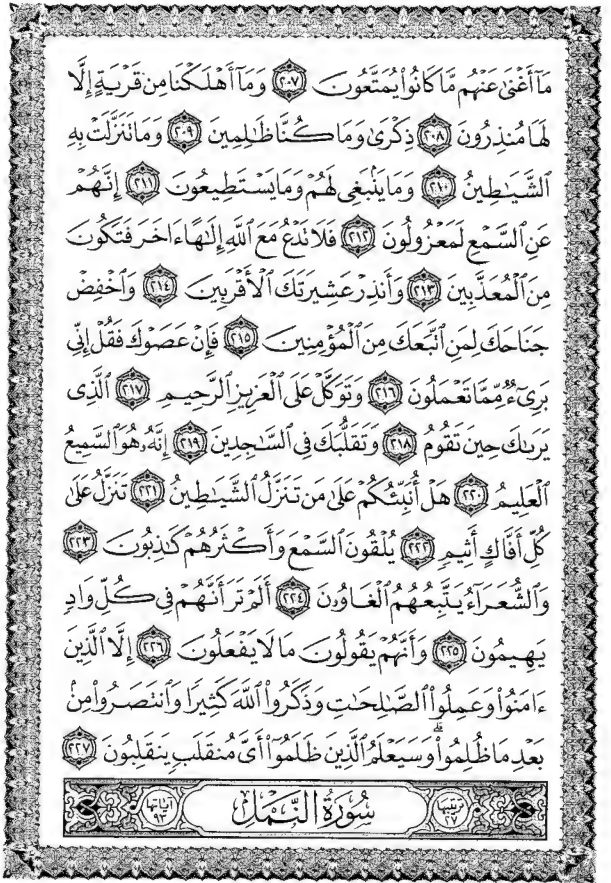 مَآ أَغْنَىٰ عَنْهُم مَّا كَانُوا۟ يُمَتَّعُونَ ٢٠٧ وَمَآ أَهْلَكْنَا مِن قَرْيَةٍ إِلَّا
لَهَا مُنذِرُونَ ٢٠٨ ذِكْرَىٰ وَمَا كُنَّا ظَٰلِمِينَ ٢٠٩ وَمَا تَنَزَّلَتْ بِهِ
ٱلشَّيَٰطِينُ ٢١٠ وَمَا يَنۢبَغِى لَهُمْ وَمَا يَسْتَطِيعُونَ ٢١١ إِنَّهُمْ
عَنِ ٱلسَّمْعِ لَمَعْزُولُونَ ٢١٢ فَلَا تَدْعُ مَعَ ٱللَّهِ إِلَٰهًا ءَاخَرَ فَتَكُونَ
مِنَ ٱلْمُعَذَّبِينَ ٢١٣ وَأَنذِرْ عَشِيرَتَكَ ٱلْأَقْرَبِينَ ٢١٤ وَٱخْفِضْ
جَنَاحَكَ لِمَنِ ٱتَّبَعَكَ مِنَ ٱلْمُؤْمِنِينَ ٢١٥ فَإِنْ عَصَوْكَ فَقُلْ إِنِّى
بَرِىٓءٌ مِّمَّا تَعْمَلُونَ ٢١٦ وَتَوَكَّلْ عَلَى ٱلْعَزِيزِ ٱلرَّحِيمِ ٢١٧ ٱلَّذِى
يَرَىٰكَ حِينَ تَقُومُ ٢١٨ وَتَقَلُّبَكَ فِى ٱلسَّٰجِدِينَ ٢١٩ إِنَّهُۥ هُوَ ٱلسَّمِيعُ
ٱلْعَلِيمُ ٢٢٠ هَلْ أُنَبِّئُكُمْ عَلَىٰ مَن تَنَزَّلُ ٱلشَّيَٰطِينُ ٢٢١ تَنَزَّلُ عَلَىٰ
كُلِّ أَفَّاكٍ أَثِيمٍ ٢٢٢ يُلْقُونَ ٱلسَّمْعَ وَأَكْثَرُهُمْ كَٰذِبُونَ ٢٢٣
وَٱلشُّعَرَآءُ يَتَّبِعُهُمُ ٱلْغَاوُۥنَ ٢٢٤ أَلَمْ تَرَ أَنَّهُمْ فِى كُلِّ وَادٍ
يَهِيمُونَ ٢٢٥ وَأَنَّهُمْ يَقُولُونَ مَا لَا يَفْعَلُونَ ٢٢٦ إِلَّا ٱلَّذِينَ
ءَامَنُوا۟ وَعَمِلُوا۟ ٱلصَّٰلِحَٰتِ وَذَكَرُوا۟ ٱللَّهَ كَثِيرًا وَٱنتَصَرُوا۟ مِنۢ
بَعْدِ مَا ظُلِمُوا۟ ۗ وَسَيَعْلَمُ ٱلَّذِينَ ظَلَمُوٓا۟ أَىَّ مُنقَلَبٍ يَنقَلِبُونَ ٢٢٧
ترتيبها ٢٧ سُورَةُ النَّمْلِ آياتها ٩٣